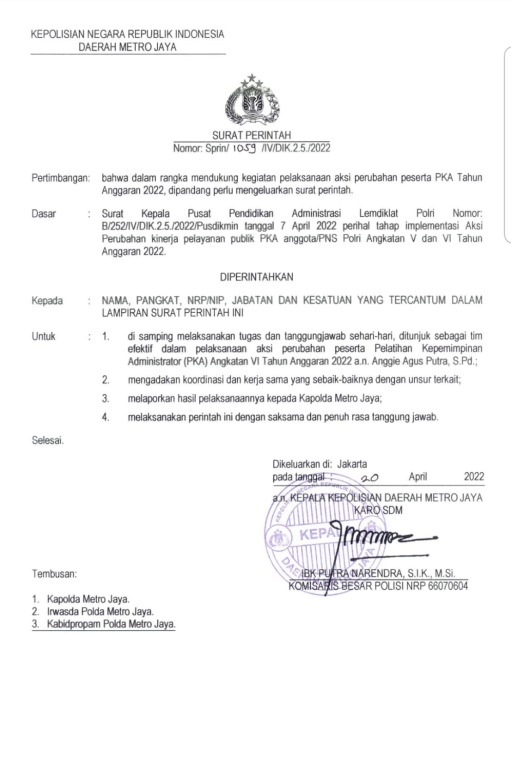 KEPOLISIAN NEGARA REPUBLIK INDONESIA
DAERAH METRO JAYA
SURAT PERINTAH
Nomor: Sprin/ 1059 /IV/DIK.2.5./2022
Pertimbangan: bahwa dalam rangka mendukung kegiatan pelaksanaan aksi perubahan peserta PKA Tahun
Anggaran 2022, dipandang perlu mengeluarkan surat perintah.
Dasar : Surat Kepala Pusat Pendidikan Administrasi Lemdiklat Polri Nomor:
B/252/IV/DIK.2.5./2022/Pusdikmin tanggal 7 April 2022 perihal tahap implementasi Aksi
Perubahan kinerja pelayanan publik PKA anggota/PNS Polri Angkatan V dan VI Tahun
Anggaran 2022.
DIPERINTAHKAN
Kepada : NAMA, PANGKAT, NRP/NIP, JABATAN DAN KESATUAN YANG TERCANTUM DALAM
LAMPIRAN SURAT PERINTAH INI
Untuk : 1. di samping melaksanakan tugas dan tanggungjawab sehari-hari, ditunjuk sebagai tim
efektif dalam pelaksanaan aksi perubahan peserta Pelatihan Kepemimpinan
Administrator (PKA) Angkatan VI Tahun Anggaran 2022 a.n. Anggie Agus Putra, S.Pd.;
2. mengadakan koordinasi dan kerja sama yang sebaik-baiknya dengan unsur terkait;
3. melaporkan hasil pelaksanaannya kepada Kapolda Metro Jaya;
4. melaksanakan perintah ini dengan saksama dan penuh rasa tanggung jawab.
Selesai.
Dikeluarkan di: Jakarta
pada tanggal : 20 April 2022
a.n. KEPALA KEPOLISIAN DAERAH METRO JAYA
KARO SDM
KEPALA
IBK PUTRA NARENDRA, S.I.K., M.Si.
KOMISARIS BESAR POLISI NRP 66070604
Tembusan:
1. Kapolda Metro Jaya.
2. Irwasda Polda Metro Jaya.
3. Kabidpropam Polda Metro Jaya.